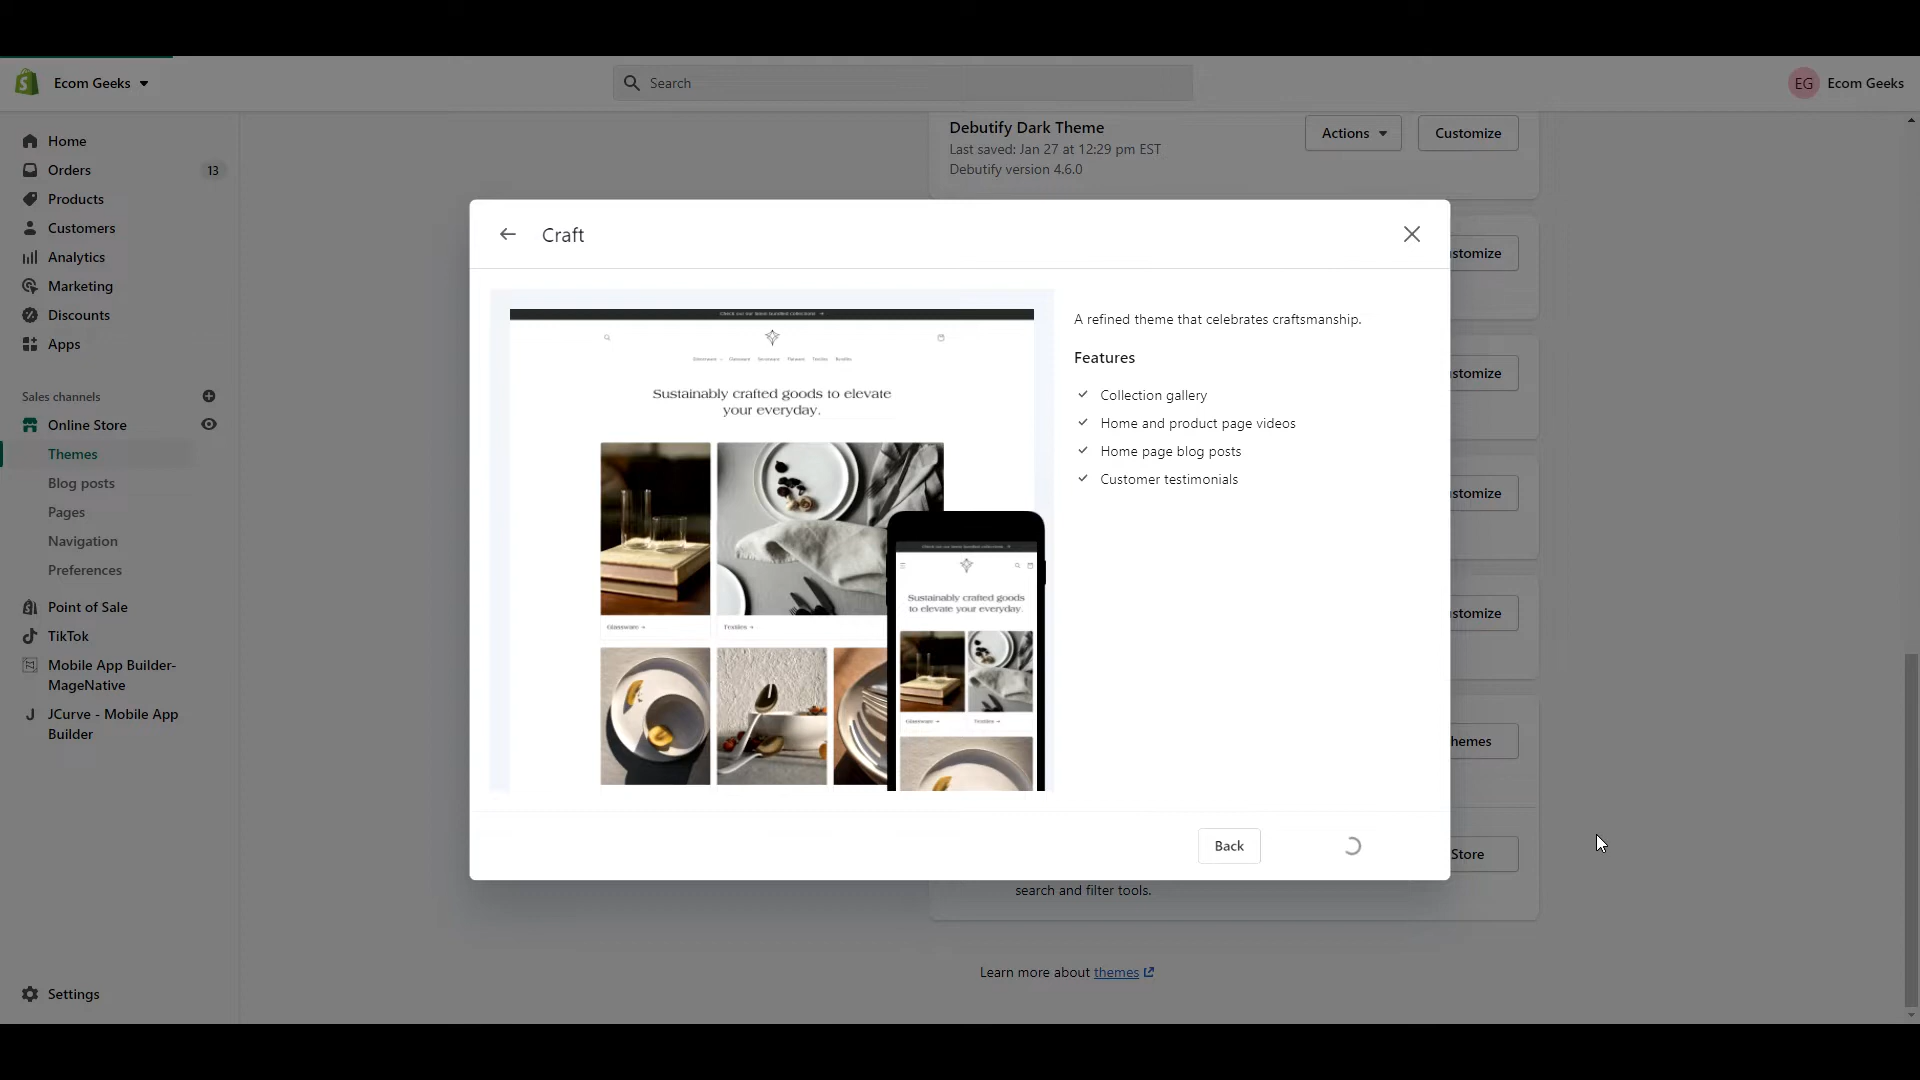 Ecom Geeks
Search
EG
Ecom Geeks
Home
Orders
13
Products
Customers
Analytics
Marketing
Discounts
Apps
Sales channels
Online Store
Themes
Blog posts
Pages
Navigation
Preferences
Point of Sale
TikTok
Mobile App Builder-
MageNative
JCurve - Mobile App
Builder
Settings
Debutify Dark Theme
Last saved: Jan 27 at 12:29 pm EST
Debutify version 4.6.0
Actions
Customize
stomize
stomize
stomize
stomize
hemes
Store
search and filter tools.
Learn more about themes
Craft
Sustainably crafted goods to elevate
your everyday.
Glassware →
Textiles →
Sustainably crafted goods
to elevate your everyday.
Glassware →
Textiles →
A refined theme that celebrates craftsmanship.
Features
Collection gallery
Home and product page videos
Home page blog posts
Customer testimonials
Back